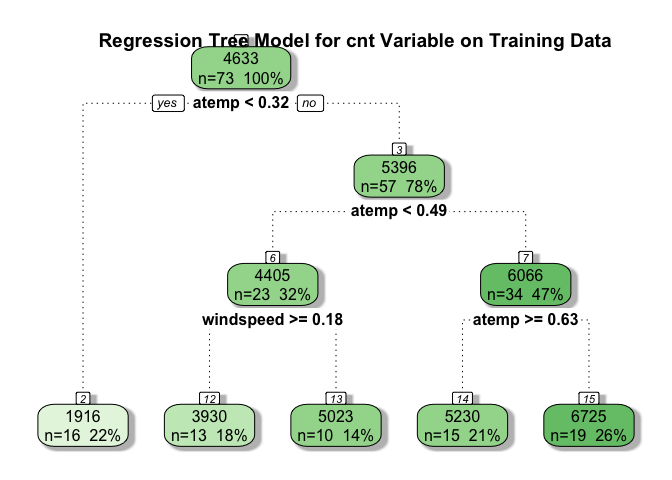 Regression Tree Model for cnt Variable on Training Data
4633
n=73 100%
yes atemp < 0.32 no
3
5396
n=57 78%
atemp < 0.49
6 7
4405 6066
n=23 32% n=34 47%
windspeed >= 0.18 atemp >= 0.63
2 12 13 14 15
1916 3930 5023 5230 6725
n=16 22% n=13 18% n=10 14% n=15 21% n=19 26%